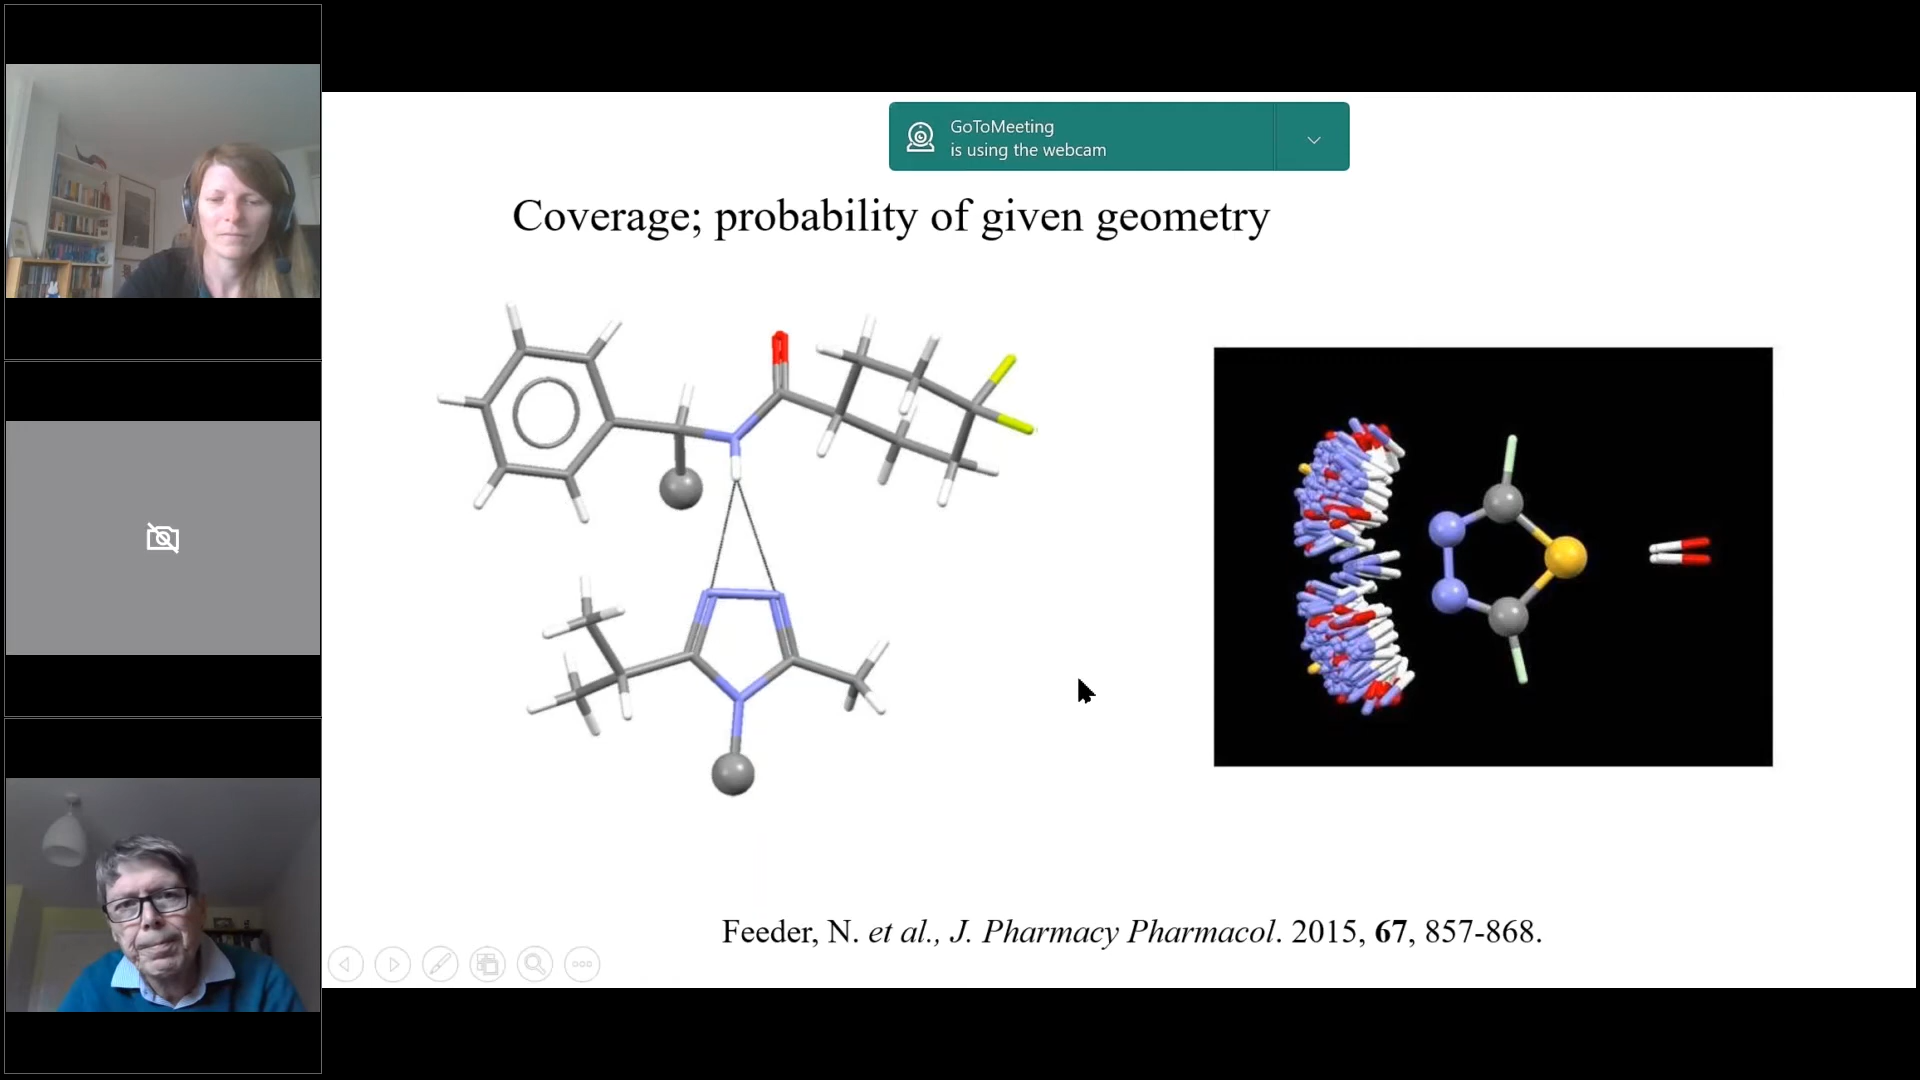 GoToMeeting
is using the webcam
Coverage; probability of given geometry
Feeder, N. et al., J. Pharmacy Pharmacol. 2015, 67, 857-868.